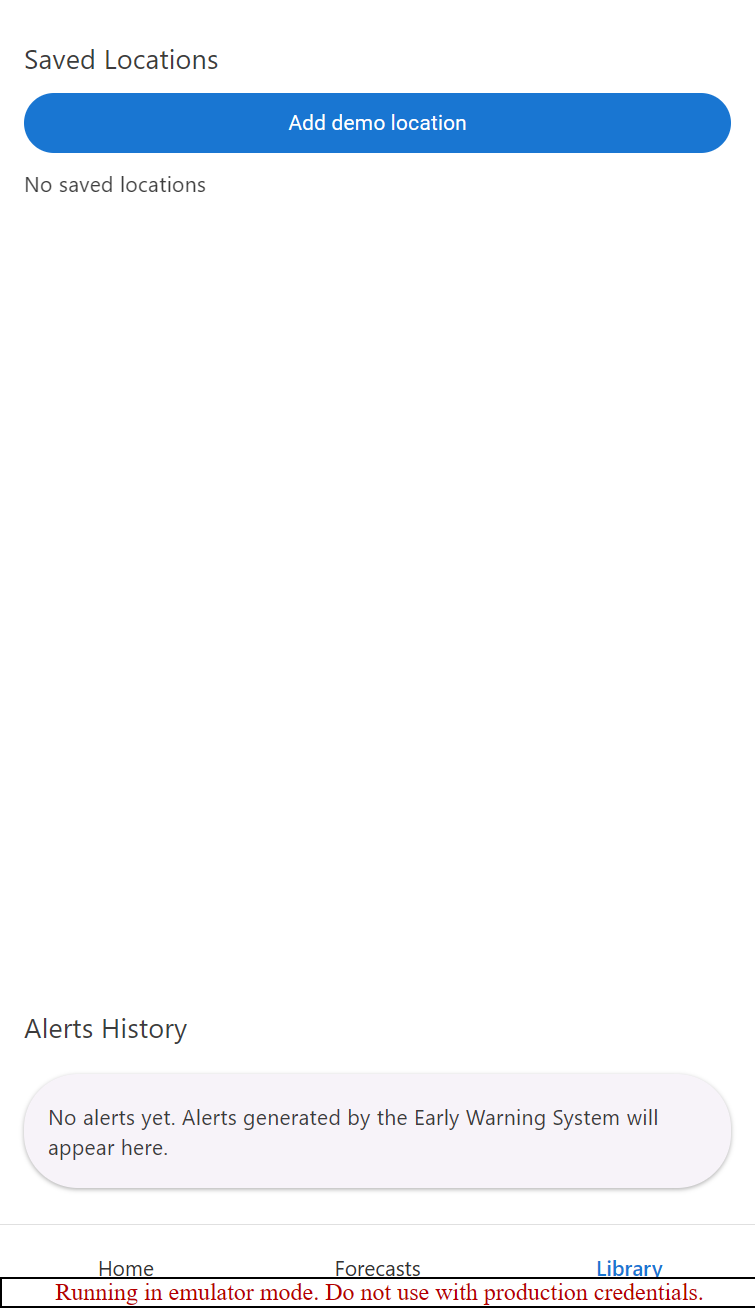 Saved Locations
Add demo location
No saved locations
Alerts History
No alerts yet. Alerts generated by the Early Warning System will
appear here.
Home Forecasts Library
Running in emulator mode. Do not use with production credentials.